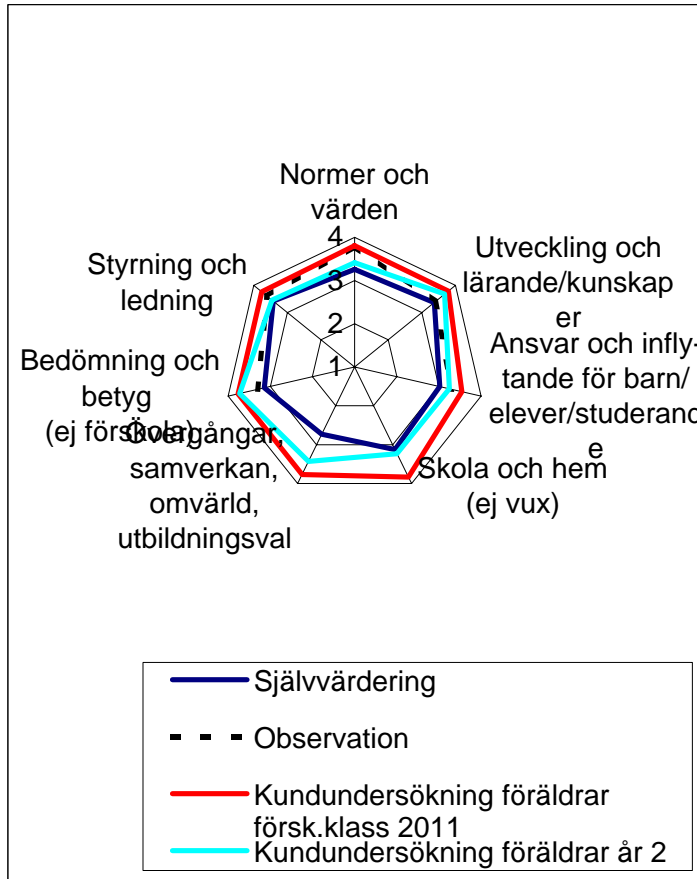 Normer och
värden
4
3
2
1
Utveckling och
lärande/kunskap
er
Ansvar och infly-
tande för barn/
elever/studerand
e
Skola och hem
(ej vux)
Övergångar,
samverkan,
omvärld,
utbildningsval
Bedömning och
betyg
(ej förskola)
Styrning och
ledning
Självvärdering
Observation
Kundundersökning föräldrar
försk.klass 2011
Kundundersökning föräldrar år 2